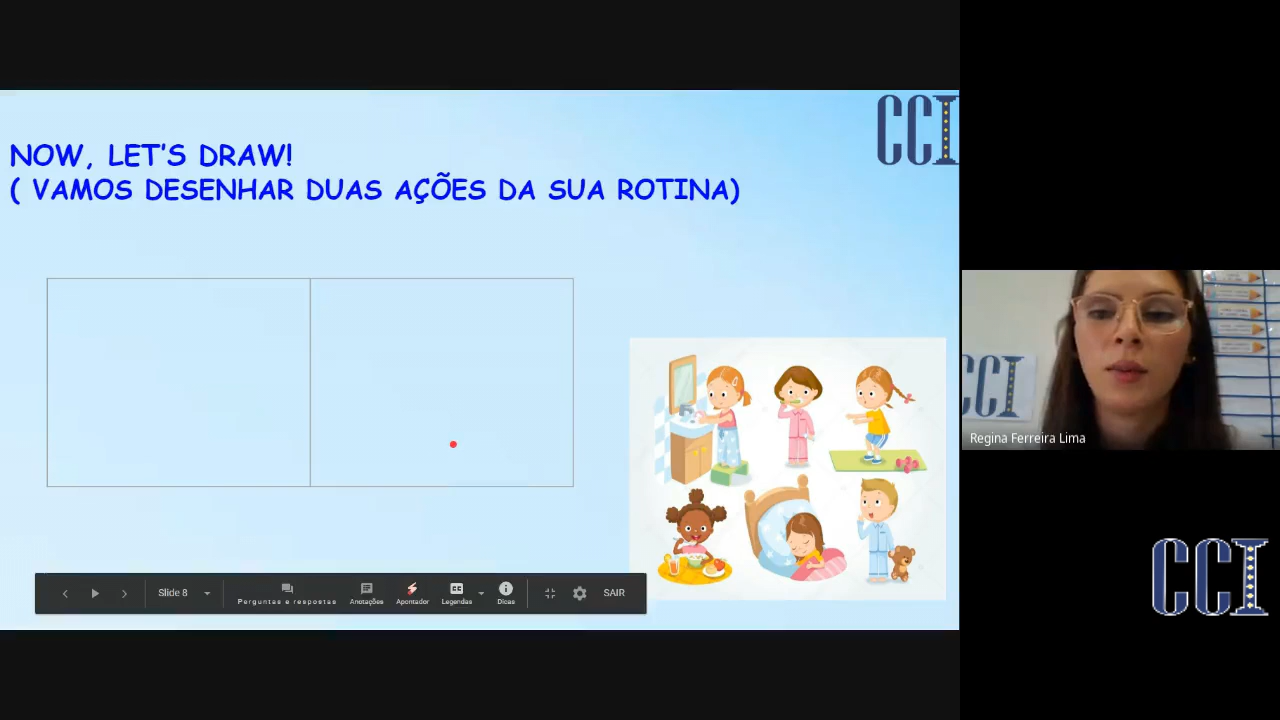 CCI
NOW, LET'S DRAW!
( VAMOS DESENHAR DUAS AÇÕES DA SUA ROTINA)
CCI
Regina Ferreira Lima
CCI
Slide 8
Perguntas e respostas
Anotações
Apontador
Legendas
Dicas
SAIR